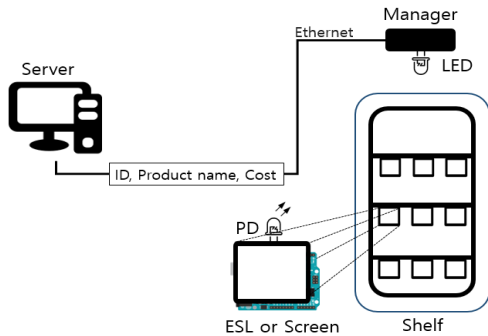 Manager
Ethernet
LED
Server
ID, Product name, Cost
PD
ESL or Screen
Shelf